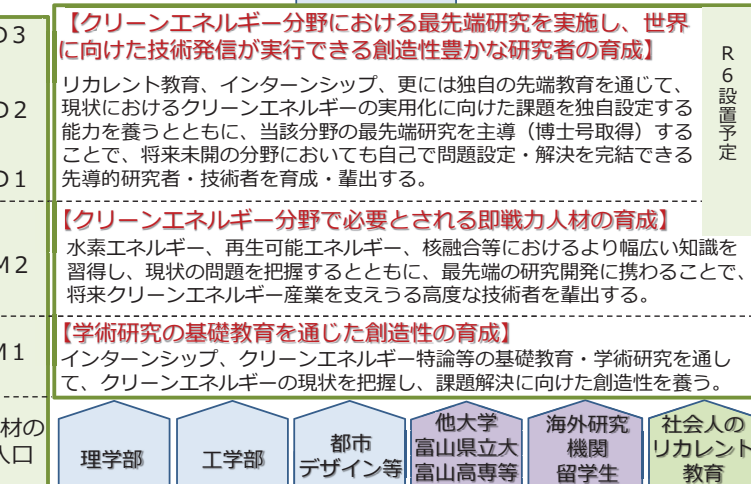 D3
【クリーンエネルギー分野における最先端研究を実施し、世界
に向けた技術発信が実行できる創造性豊かな研究者の育成】
リカレント教育、インターンシップ、更には独自の先端教育を通じて、
現状におけるクリーンエネルギーの実用化に向けた課題を独自設定する
能力を養うとともに、当該分野の最先端研究を主導（博士号取得）する
ことで、将来未開の分野においても自己で問題設定・解決を完結できる
先導的研究者・技術者を育成・輩出する。
R6設置予定
D2
D1
【クリーンエネルギー分野で必要とされる即戦力人材の育成】
水素エネルギー、再生可能エネルギー、核融合等におけるより幅広い知識を
習得し、現状の問題を把握するとともに、最先端の研究開発に携わることで、
将来クリーンエネルギー産業を支えうる高度な技術者を輩出する。
M2
【学術研究の基礎教育を通じた創造性の育成】
インターンシップ、クリーンエネルギー特論等の基礎教育・学術研究を通し
て、クリーンエネルギーの現状を把握し、課題解決に向けた創造性を養う。
M1
材の
入口
理学部
工学部
都市
デザイン等
他大学
富山県立大
富山高専等
海外研究
機関
留学生
社会人の
リカレント
教育